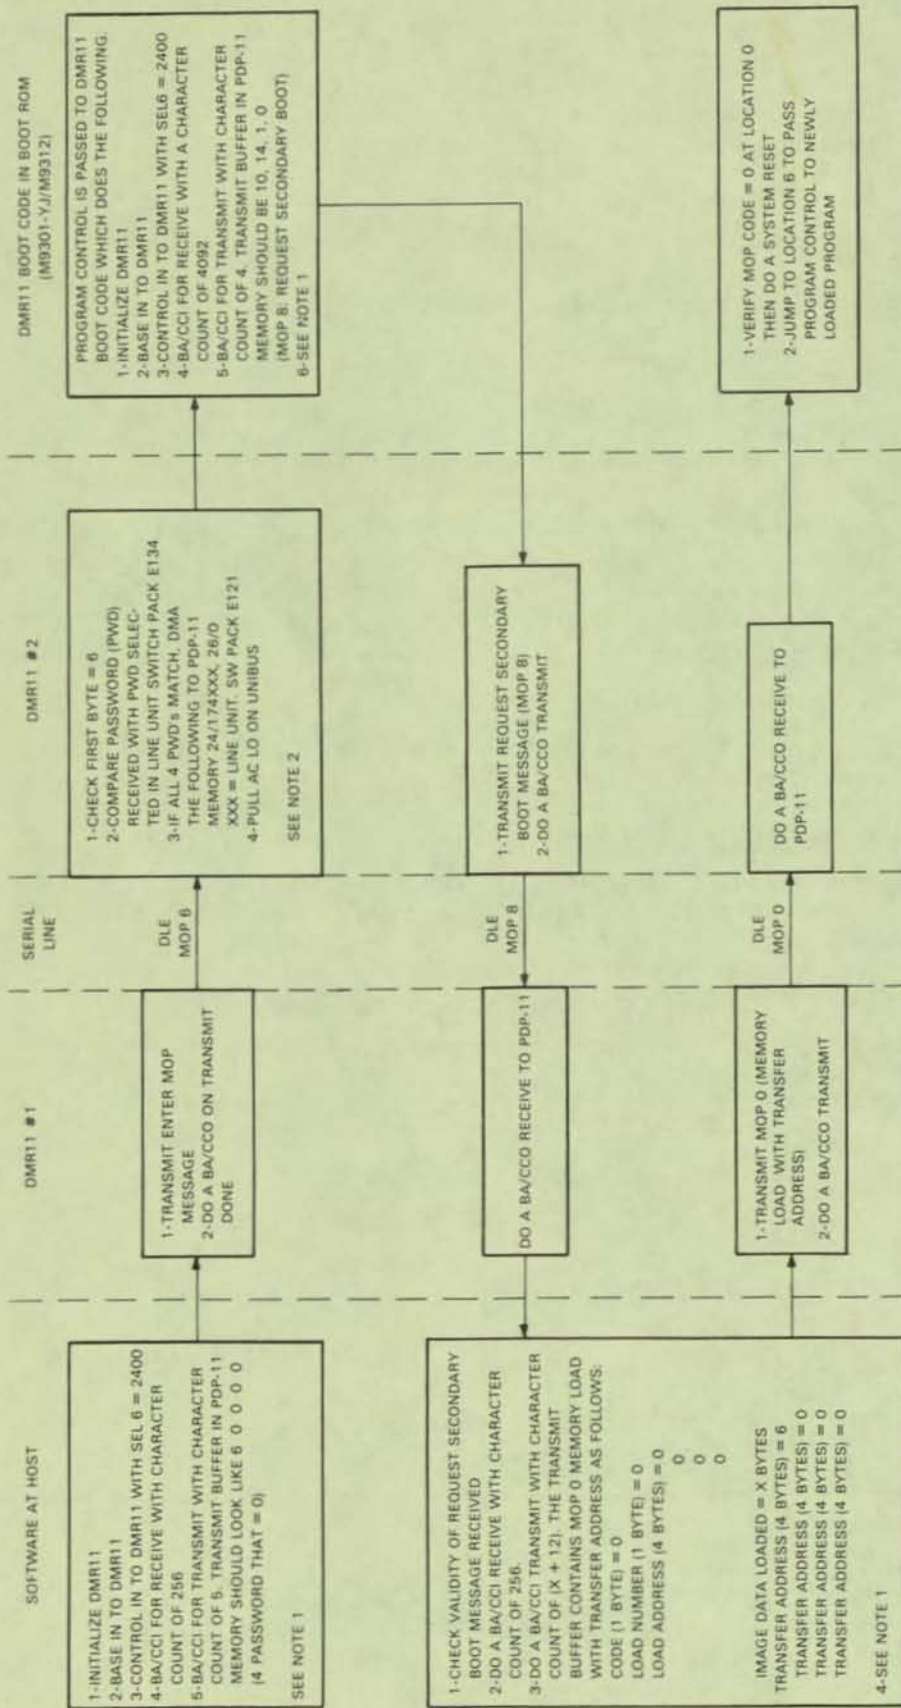 SOFTWARE AT HOST
DMR11 #1
SERIAL
LINE
DMR11 #2
DMR11 BOOT CODE IN BOOT ROM
(M9301-YJ/M9312)
1-INITIALIZE DMR11
2-BASE IN TO DMR11
3-CONTROL IN TO DMR11 WITH SEL 6 = 2400
4-BA/CCI FOR RECEIVE WITH CHARACTER
COUNT OF 256
5-BA/CCI FOR TRANSMIT WITH CHARACTER
COUNT OF 5. TRANSMIT BUFFER IN PDP-11
MEMORY SHOULD LOOK LIKE 6 0 0 0 0
(4 PASSWORD THAT = 0)
SEE NOTE 1
1-TRANSMIT ENTER MOP
MESSAGE
2-DO A BA/CCO ON TRANSMIT
DONE
DLE
MOP 6
1-CHECK FIRST BYTE = 6
2-COMPARE PASSWORD (PWD)
RECEIVED WITH PWD SELEC-
TED IN LINE UNIT SWITCH PACK E134
3-IF ALL 4 PWD's MATCH, DMA
THE FOLLOWING TO PDP-11
MEMORY 24/174XXX, 26/0
XXX = LINE UNIT. SW PACK E121
4-PULL AC LO ON UNIBUS
SEE NOTE 2
PROGRAM CONTROL IS PASSED TO DMR11
BOOT CODE WHICH DOES THE FOLLOWING.
1-INITIALIZE DMR11
2-BASE IN TO DMR11
3-CONTROL IN TO DMR11 WITH SEL6 = 2400
4-BA/CCI FOR RECEIVE WITH A CHARACTER
COUNT OF 4092
5-BA/CCI FOR TRANSMIT WITH CHARACTER
COUNT OF 4. TRANSMIT BUFFER IN PDP-11
MEMORY SHOULD BE 10, 14, 1, 0
(MOP 8: REQUEST SECONDARY BOOT)
6-SEE NOTE 1
1-TRANSMIT REQUEST SECONDARY
BOOT MESSAGE (MOP 8)
2-DO A BA/CCO TRANSMIT
DLE
MOP 8
DO A BA/CCO RECEIVE TO PDP-11
1-CHECK VALIDITY OF REQUEST SECONDARY
BOOT MESSAGE RECEIVED
2-DO A BA/CCI RECEIVE WITH CHARACTER
COUNT OF 256.
3-DO A BA/CCI TRANSMIT WITH CHARACTER
COUNT OF (X + 12). THE TRANSMIT
BUFFER CONTAINS MOP 0 MEMORY LOAD
WITH TRANSFER ADDRESS AS FOLLOWS:
CODE (1 BYTE) = 0
LOAD NUMBER (1 BYTE) = 0
LOAD ADDRESS (4 BYTES) = 0
0
0
0
IMAGE DATA LOADED = X BYTES
TRANSFER ADDRESS (4 BYTES) = 6
TRANSFER ADDRESS (4 BYTES) = 0
TRANSFER ADDRESS (4 BYTES) = 0
TRANSFER ADDRESS (4 BYTES) = 0
4-SEE NOTE 1
1-TRANSMIT MOP 0 (MEMORY
LOAD WITH TRANSFER
ADDRESS)
2-DO A BA/CCO TRANSMIT
DLE
MOP 0
DO A BA/CCO RECEIVE TO
PDP-11
1-VERIFY MOP CODE = 0 AT LOCATION 0
THEN DO A SYSTEM RESET
2-JUMP TO LOCATION 6 TO PASS
PROGRAM CONTROL TO NEWLY
LOADED PROGRAM